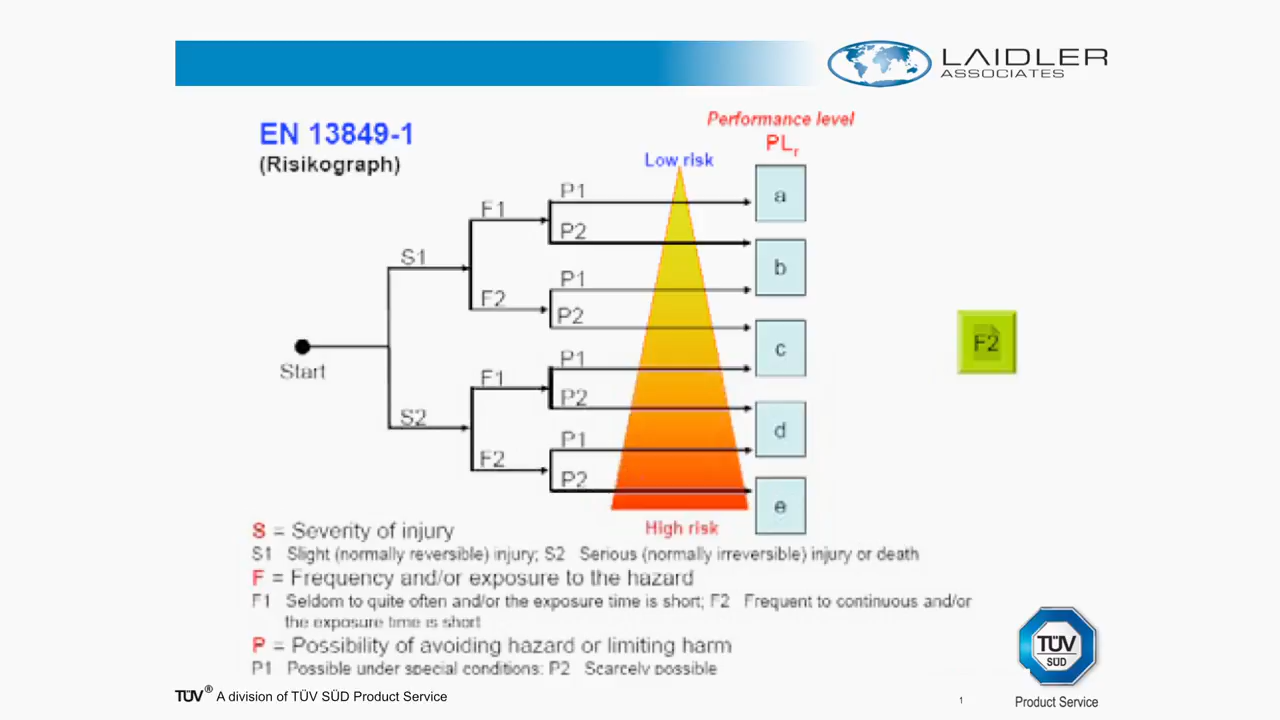 LAIDLER
ASSOCIATES
EN 13849-1
(Risikograph)
Performance level
PLr
Low risk
P1
a
F1
P2
S1
b
P1
F2
P2
c
Start
P1
F1
P2
S2
d
P1
F2
P2
e
High risk
F2
S = Severity of injury
S1 Slight (normally reversible) injury; S2 Serious (normally irreversible) injury or death
F = Frequency and/or exposure to the hazard
F1 Seldom to quite often and/or the exposure time is short; F2 Frequent to continuous and/or
the exposure time is short
P = Possibility of avoiding hazard or limiting harm
P1 Possible under special conditions; P2 Scarcely possible
TÜV
SÜD
Product Service
TÜV® A division of TÜV SÜD Product Service
1